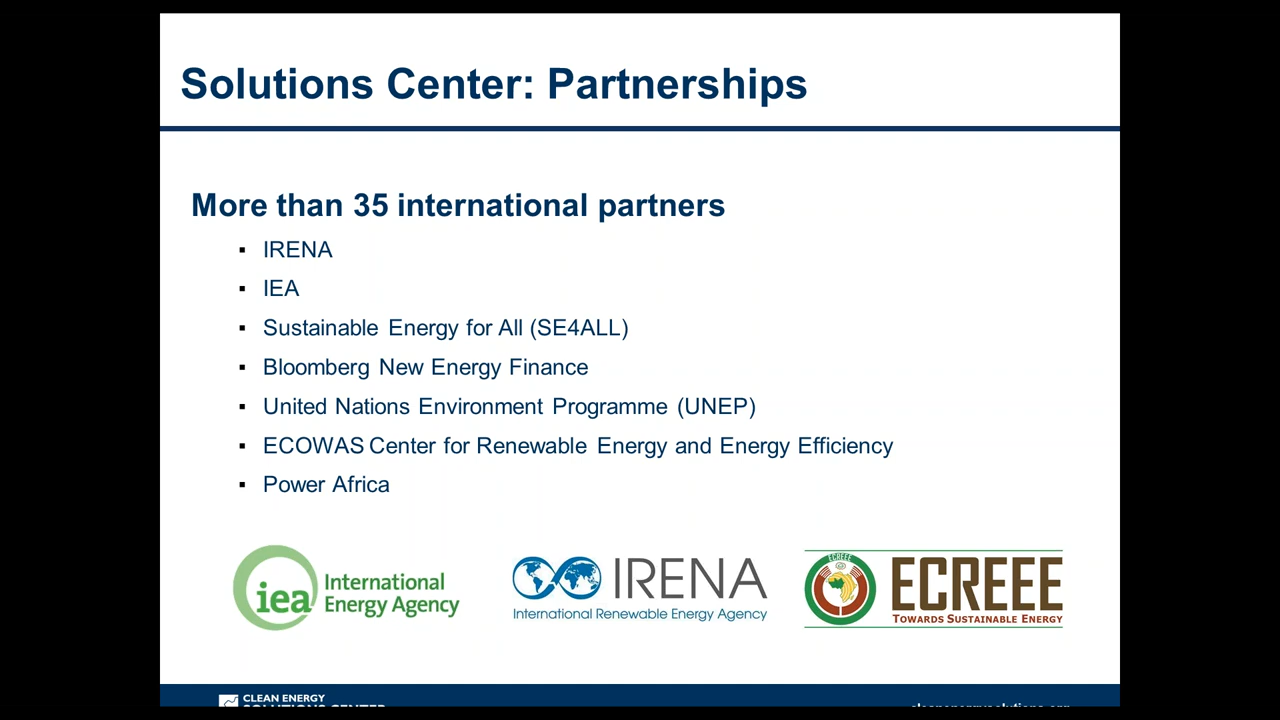 Solutions Center: Partnerships
More than 35 international partners
▪ IRENA
▪ IEA
▪ Sustainable Energy for All (SE4ALL)
▪ Bloomberg New Energy Finance
▪ United Nations Environment Programme (UNEP)
▪ ECOWAS Center for Renewable Energy and Energy Efficiency
▪ Power Africa
iea International Energy Agency
IRENA
International Renewable Energy Agency
ECREEE
ECREEE
TOWARDS SUSTAINABLE ENERGY
CLEAN ENERGY
SOLUTIONS CENTER